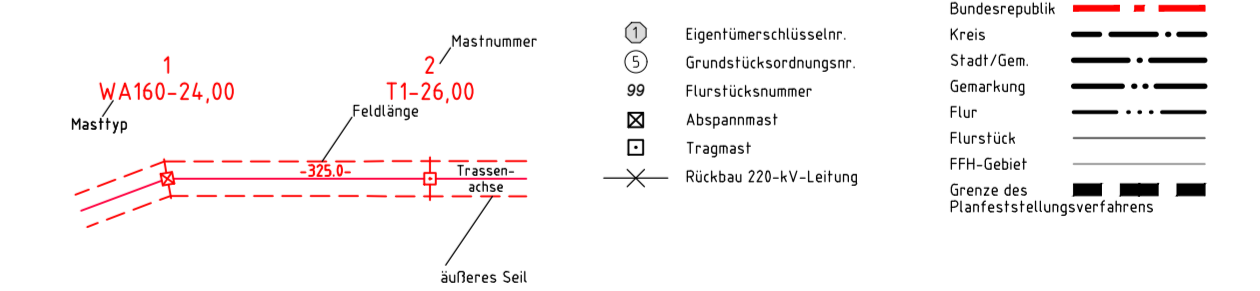 1
WA160-24,00
Masttyp
2
T1-26,00
Mastnummer
Feldlänge
-325.0-
Trassen-
achse
äußeres Seil
1 Eigentümerschlüsselnr.
5 Grundstücksordnungsnr.
99 Flurstücksnummer
Abspannmast
Tragmast
Rückbau 220-kV-Leitung
Bundesrepublik
Kreis
Stadt/Gem.
Gemarkung
Flur
Flurstück
FFH-Gebiet
Grenze des
Planfeststellungsverfahrens